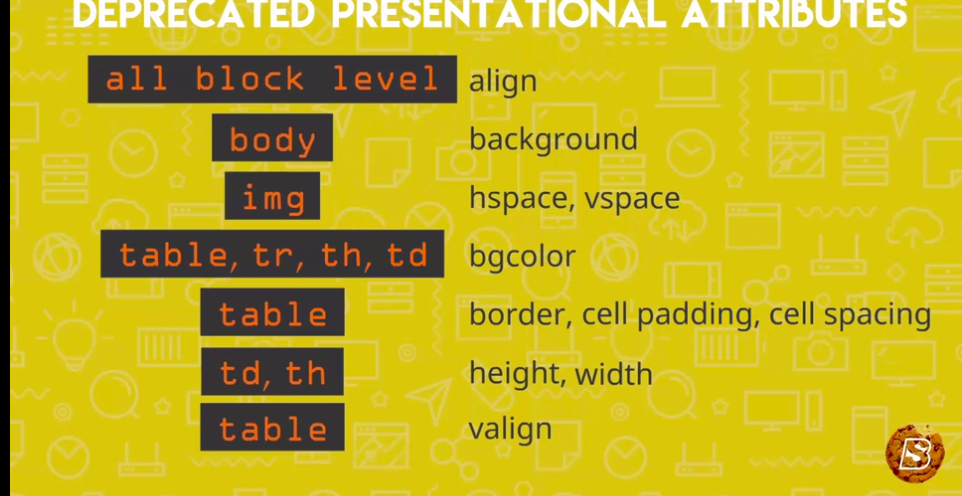 DEPRECATED PRESENTATIONAL ATTRIBUTES
all block level align
body background
img hspace, vspace
table, tr, th, td bgcolor
table border, cell padding, cell spacing
td, th height, width
table valign
B